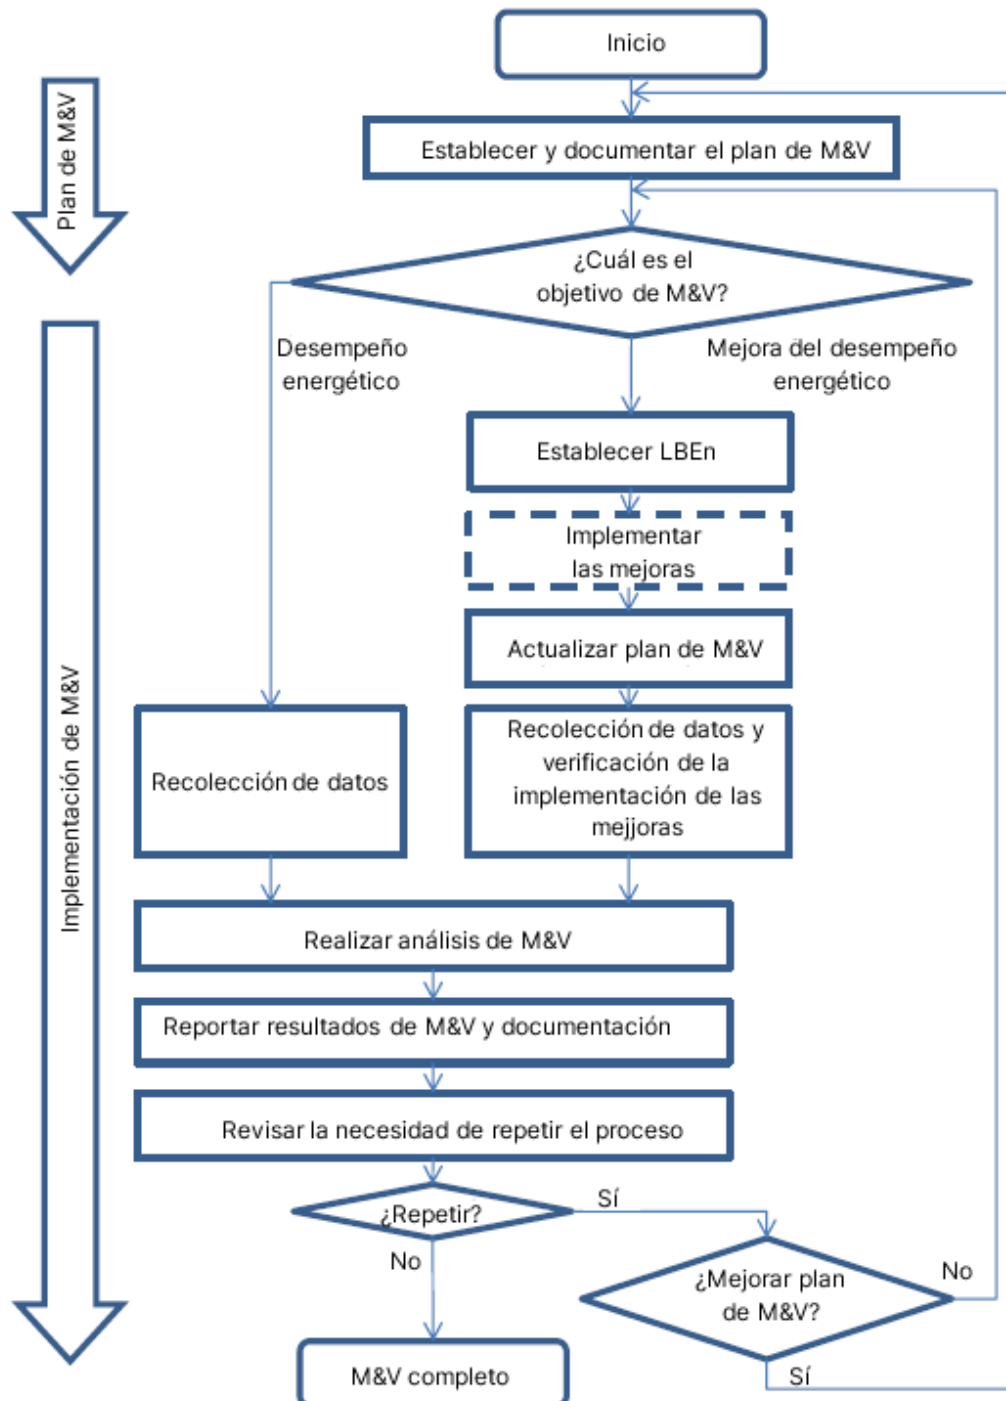 Inicio
Plan de M&V
Establecer y documentar el plan de M&V
¿Cuál es el
objetivo de M&V?
Desempeño
energético
Mejora del desempeño
energético
Establecer LBEn
Implementar
las mejoras
Actualizar plan de M&V
Implementación de M&V
Recolección de datos
Recolección de datos y
verificación de la
implementación de las
mejjoras
Realizar análisis de M&V
Reportar resultados de M&V y documentación
Revisar la necesidad de repetir el proceso
¿Repetir?
Sí
No
¿Mejorar plan
de M&V?
No
Sí
M&V completo